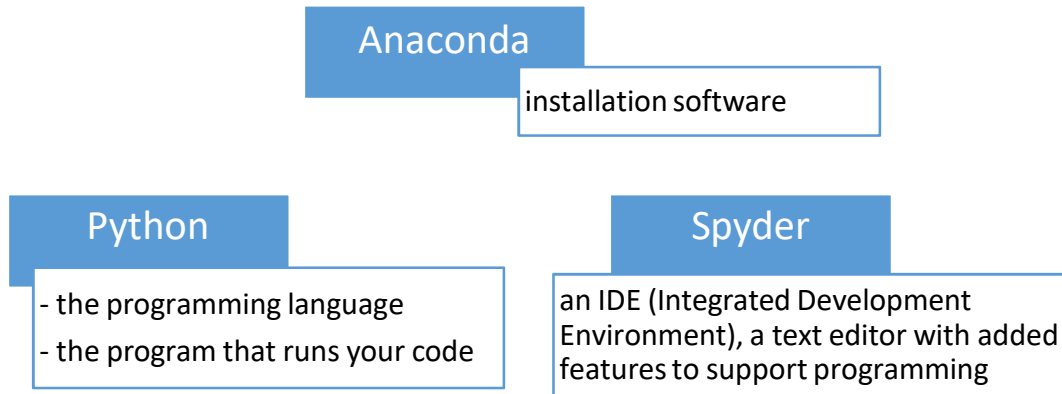 Anaconda
installation software
Python
- the programming language
- the program that runs your code
Spyder
an IDE (Integrated Development
Environment), a text editor with added
features to support programming